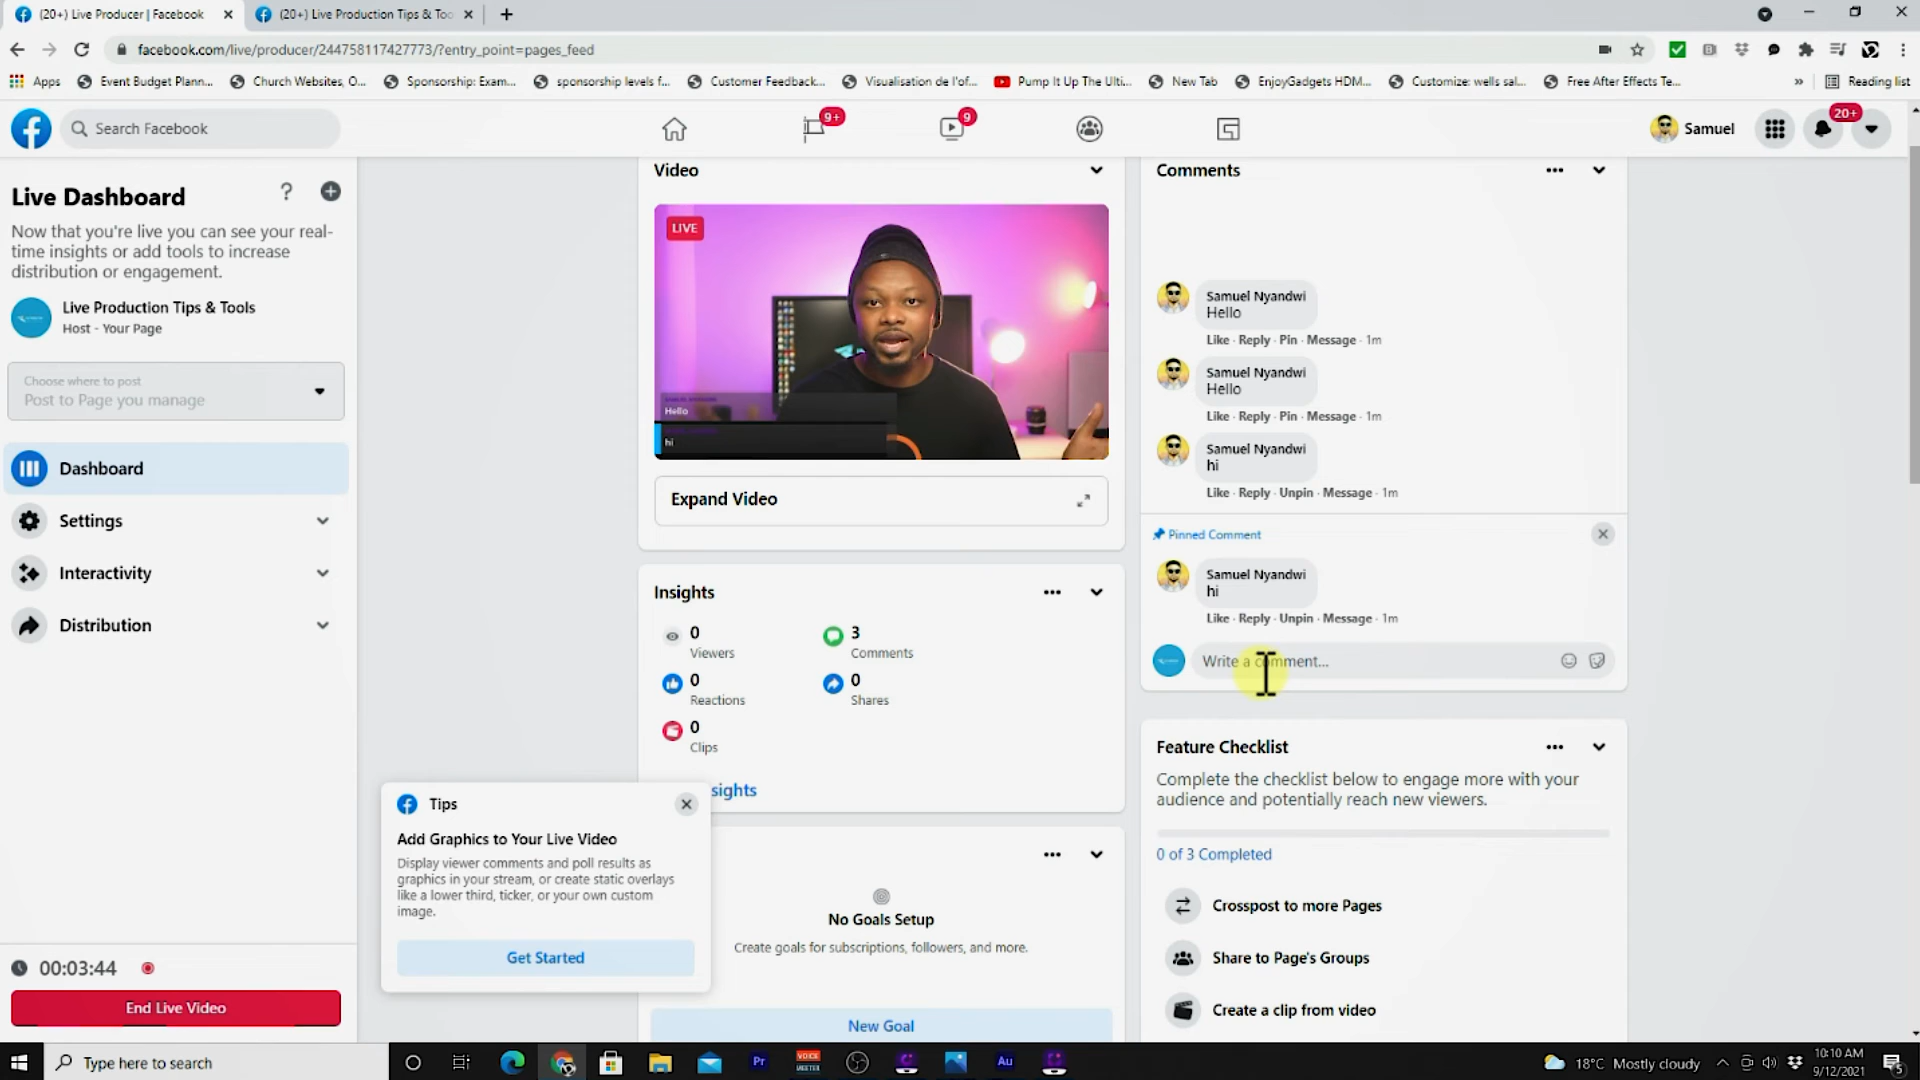 (20+) Live Producer | Facebook
(20+) Live Production Tips & Too
facebook.com/live/producer/244758117427773/?entry_point=pages_feed
Apps
Event Budget Plann...
Church Websites, O...
Sponsorship: Exam...
sponsorship levels f...
Customer Feedback...
Visualisation de l'of...
Pump It Up The Ulti...
New Tab
EnjoyGadgets HDM...
Customize: wells sal...
Free After Effects Te...
»
Reading list
Search Facebook
9+
9
Samuel
20+
Live Dashboard
Now that you're live you can see your real-
time insights or add tools to increase
distribution or engagement.
Live Production Tips & Tools
Host - Your Page
Choose where to post
Post to Page you manage
Dashboard
Settings
Interactivity
Distribution
00:03:44
End Live Video
Video
LIVE
Hello
hi
Expand Video
Insights
0
Viewers
3
Comments
0
Reactions
0
Shares
0
Clips
sights
Tips
Add Graphics to Your Live Video
Display viewer comments and poll results as
graphics in your stream, or create static overlays
like a lower third, ticker, or your own custom
image.
Get Started
No Goals Setup
Create goals for subscriptions, followers, and more.
New Goal
Comments
Samuel Nyandwi
Hello
Like · Reply · Pin · Message · 1m
Samuel Nyandwi
Hello
Like · Reply · Pin · Message · 1m
Samuel Nyandwi
hi
Like · Reply · Unpin · Message · 1m
Pinned Comment
Samuel Nyandwi
hi
Like · Reply · Unpin · Message · 1m
Write a comment...
Feature Checklist
Complete the checklist below to engage more with your
audience and potentially reach new viewers.
0 of 3 Completed
Crosspost to more Pages
Share to Page's Groups
Create a clip from video
Type here to search
Pr
VOICE
MEETER
Au
18°C Mostly cloudy
10:10 AM
9/12/2021
5